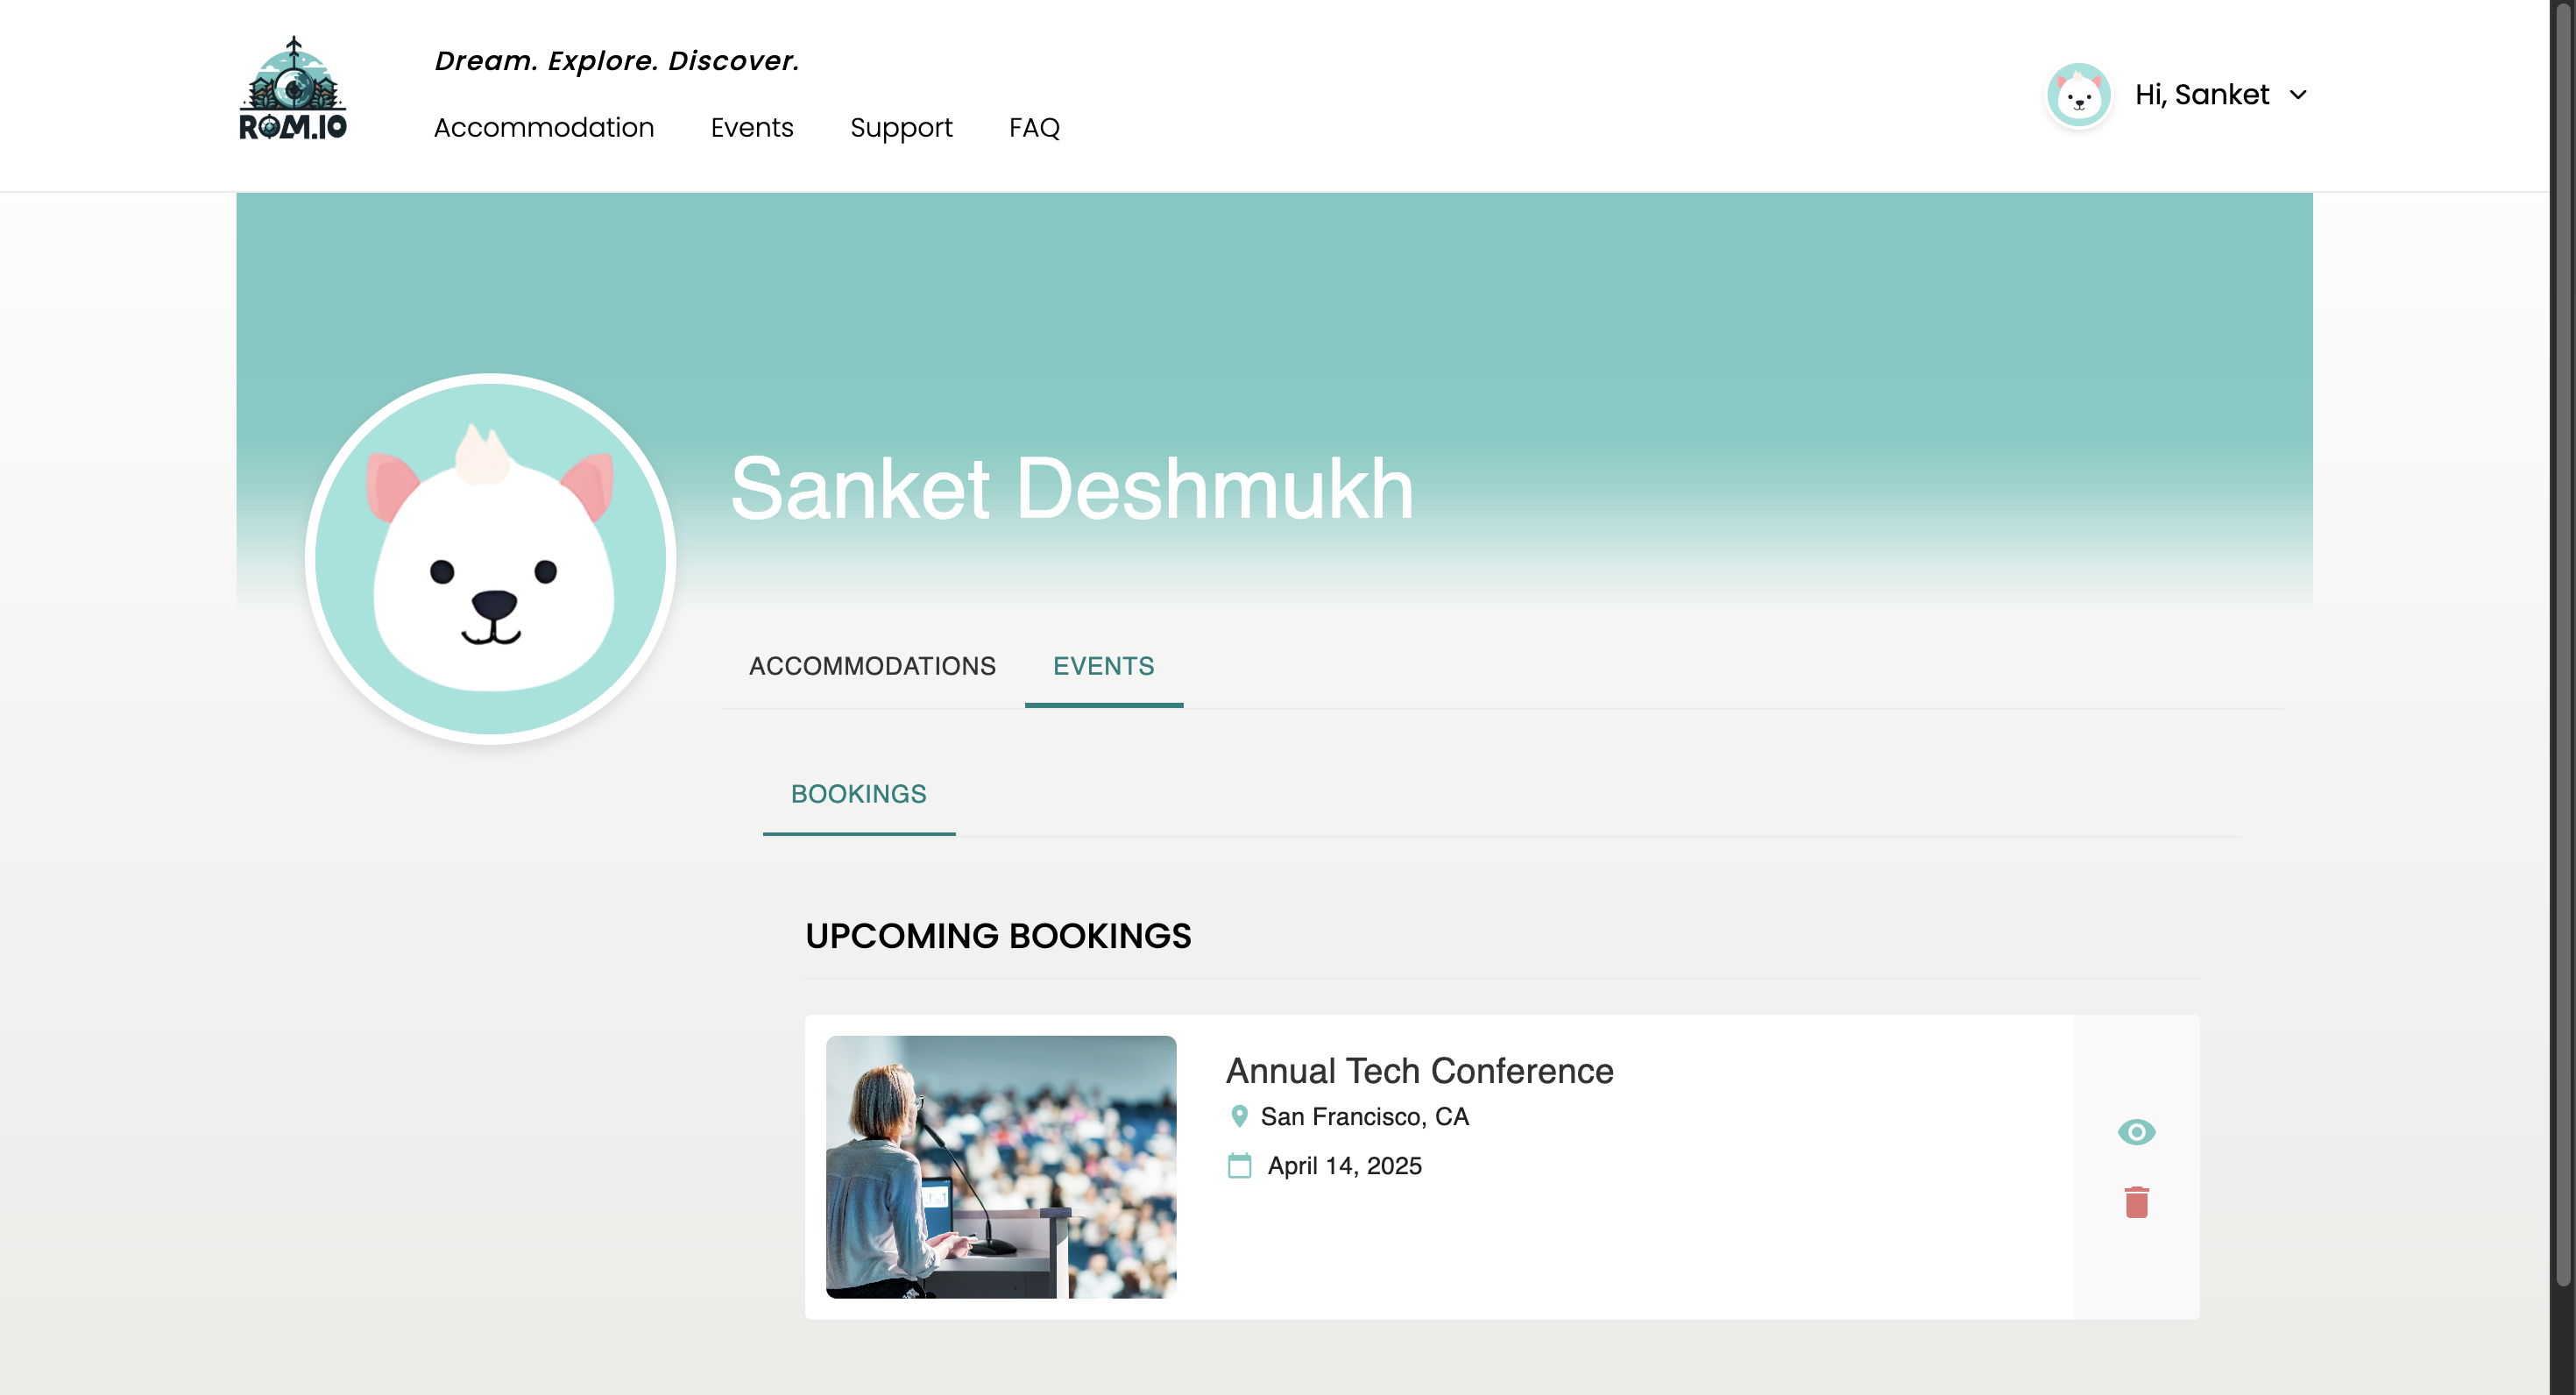 ROM.IO
Dream. Explore. Discover.
Accommodation Events Support FAQ
Hi, Sanket
Sanket Deshmukh
ACCOMMODATIONS EVENTS
BOOKINGS
UPCOMING BOOKINGS
Annual Tech Conference
San Francisco, CA
April 14, 2025